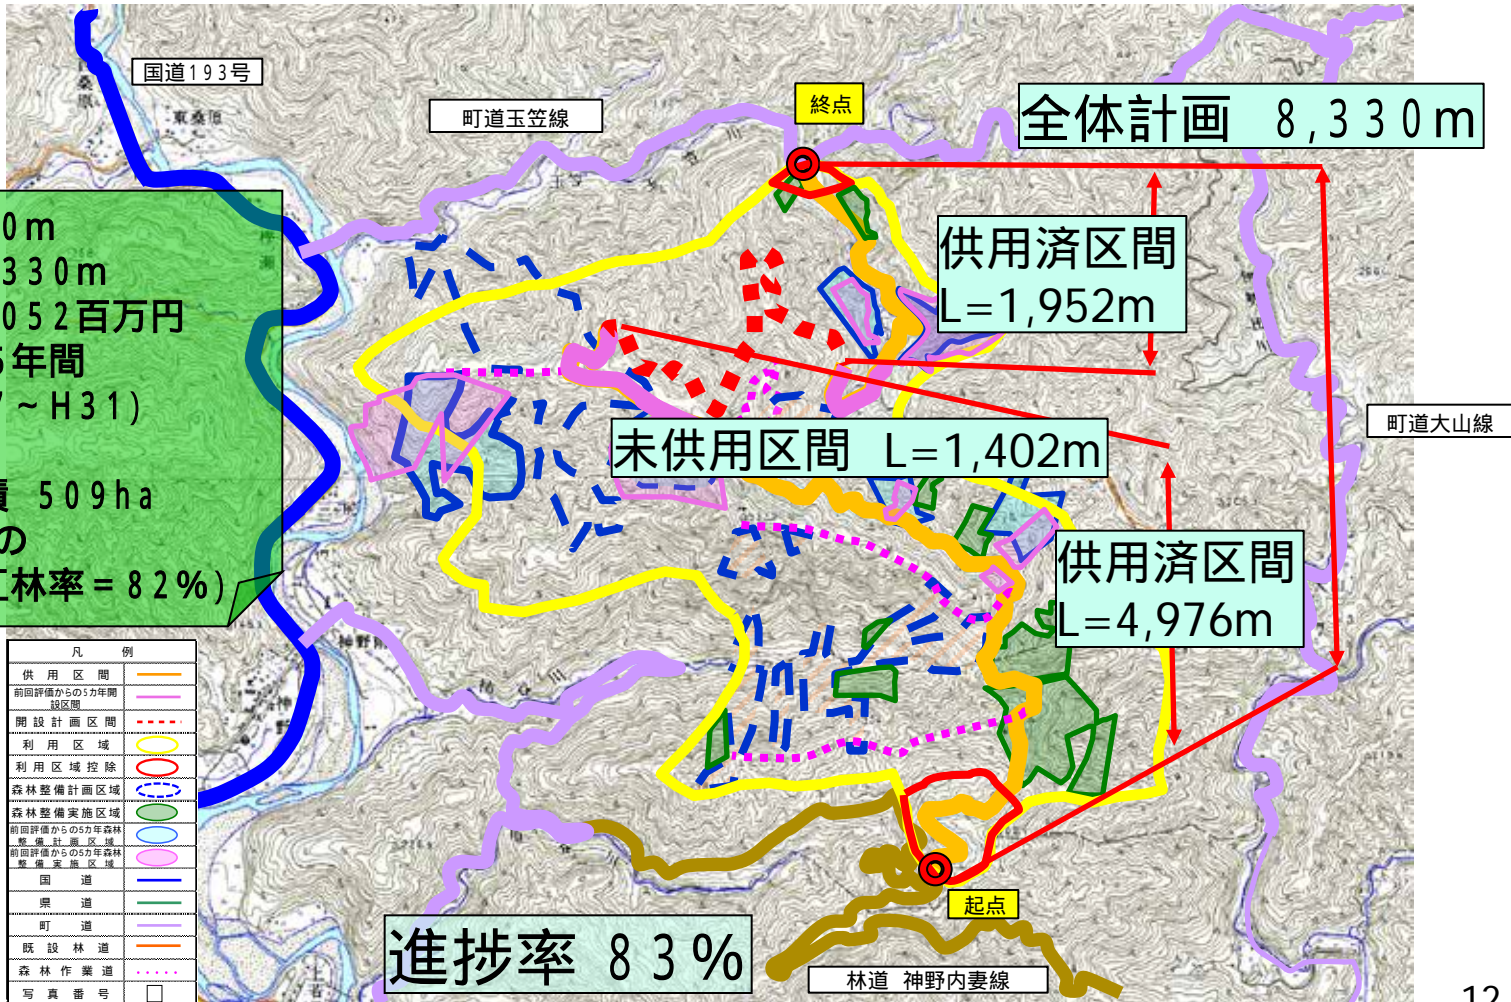 国道193号
町道玉笠線
終点
全体計画 8,330m
東桑原
0m
330m
052百万円
5年間
～H31)
509ha
の
林率=82%)
供用済区間
L=1,952m
町道大山線
未供用区間 L=1,402m
供用済区間
L=4,976m
凡例
供用区間
前回評価からの5カ年開
設区間
開設計画区間
利用区域
利用区域控除
森林整備計画区域
森林整備実施区域
前回評価からの5カ年森林
整備計画区域
前回評価からの5カ年森林
整備実施区域
国道
県道
町道
既設林道
森林作業道
写真番号
起点
進捗率 83%
林道 神野内妻線
12